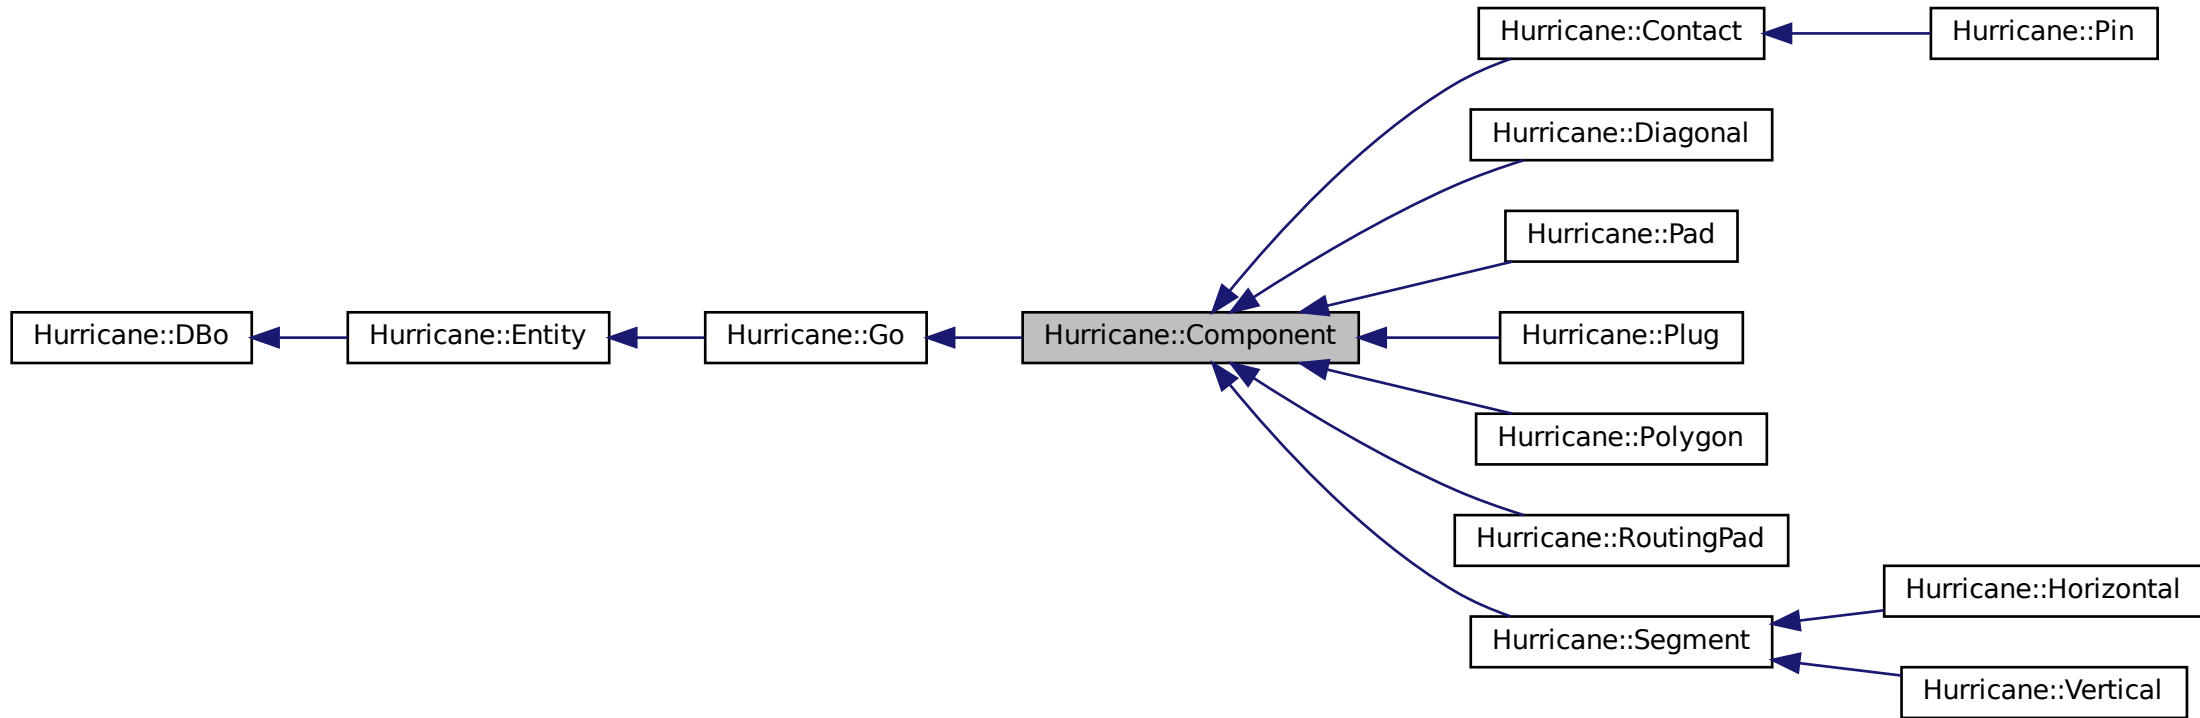 Hurricane::DBo
Hurricane::Entity
Hurricane::Go
Hurricane::Component
Hurricane::Contact
Hurricane::Pin
Hurricane::Diagonal
Hurricane::Pad
Hurricane::Plug
Hurricane::Polygon
Hurricane::RoutingPad
Hurricane::Segment
Hurricane::Horizontal
Hurricane::Vertical